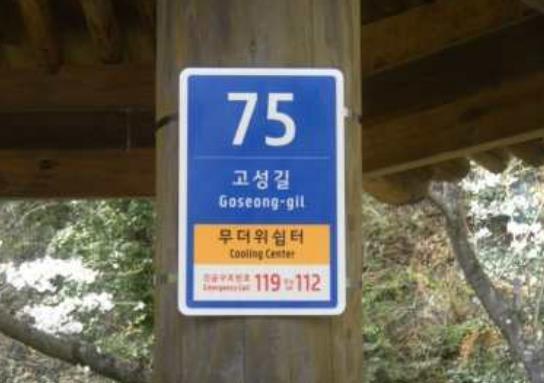 75
고성길
Goseong-gil
무더위쉼터
Cooling Center
긴급구조번호 119 112
Emergency Call